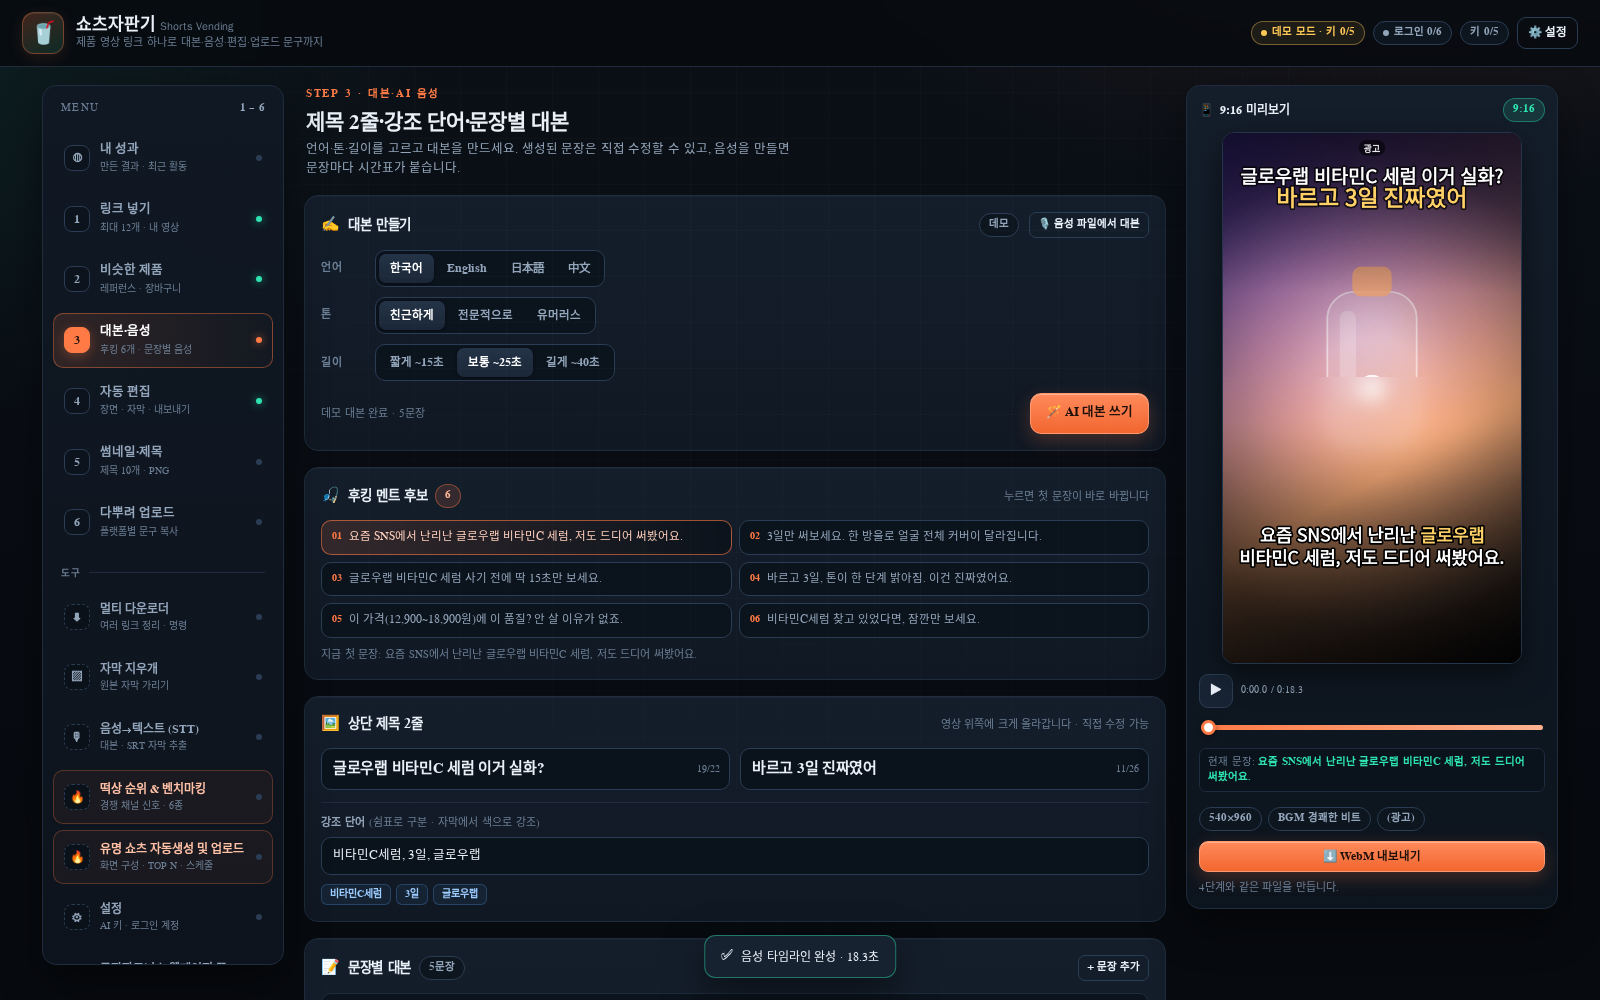 쇼츠자판기 Shorts Vending
제품 영상 링크 하나로 대본·음성·편집·업로드 문구까지
데모 모드 · 키 0/5
로그인 0/6
키 0/5
설정
MENU
1 – 6
내 성과
만든 결과 · 최근 활동
1
링크 넣기
최대 12개 · 내 영상
2
비슷한 제품
레퍼런스 · 장바구니
3
대본·음성
후킹 6개 · 문장별 음성
4
자동 편집
장면 · 자막 · 내보내기
5
썸네일·제목
제목 10개 · PNG
6
다뿌려 업로드
플랫폼별 문구 복사
도구
멀티 다운로더
여러 링크 정리 · 명령
자막 지우개
원본 자막 가리기
음성→텍스트 (STT)
대본 · SRT 자막 추출
떡상 순위 & 벤치마킹
경쟁 채널 신호 · 6종
유명 쇼츠 자동생성 및 업로드
화면 구성 · TOP N · 스케줄
설정
AI 키 · 로그인 계정
STEP 3 · 대본·AI 음성
제목 2줄·강조 단어·문장별 대본
언어·톤·길이를 고르고 대본을 만드세요. 생성된 문장은 직접 수정할 수 있고, 음성을 만들면
문장마다 시간표가 붙습니다.
대본 만들기
데모
음성 파일에서 대본
언어
한국어
English
日本語
中文
톤
친근하게
전문적으로
유머러스
길이
짧게 ~15초
보통 ~25초
길게 ~40초
데모 대본 완료 · 5문장
AI 대본 쓰기
후킹 멘트 후보 6
누르면 첫 문장이 바로 바뀝니다
01 요즘 SNS에서 난리난 글로우랩 비타민C 세럼, 저도 드디어 써봤어요.
02 3일만 써보세요. 한 방울로 얼굴 전체 커버이 달라집니다.
03 글로우랩 비타민C 세럼 사기 전에 딱 15초만 보세요.
04 바르고 3일, 톤이 한 단계 밝아짐. 이건 진짜였어요.
05 이 가격(12,900~18,900원)에 이 품질? 안 살 이유가 없죠.
06 비타민C세럼 찾고 있었다면, 잠깐만 보세요.
지금 첫 문장: 요즘 SNS에서 난리난 글로우랩 비타민C 세럼, 저도 드디어 써봤어요.
상단 제목 2줄
영상 위쪽에 크게 올라갑니다 · 직접 수정 가능
글로우랩 비타민C 세럼 이거 실화?
19/22
바르고 3일 진짜였어
11/26
강조 단어 (쉼표로 구분 · 자막에서 색으로 강조)
비타민C세럼, 3일, 글로우랩
비타민C세럼
3일
글로우랩
문장별 대본
5문장
+ 문장 추가
음성 타임라인 완성 · 18.3초
9:16 미리보기
9:16
광고
글로우랩 비타민C 세럼 이거 실화?
바르고 3일 진짜였어
요즘 SNS에서 난리난 글로우랩
비타민C 세럼, 저도 드디어 써봤어요.
0:00.0 / 0:18.3
현재 문장: 요즘 SNS에서 난리난 글로우랩 비타민C 세럼, 저도 드디어
써봤어요.
540×960
BGM 경쾌한 비트
(광고)
WebM 내보내기
4단계와 같은 파일을 만듭니다.